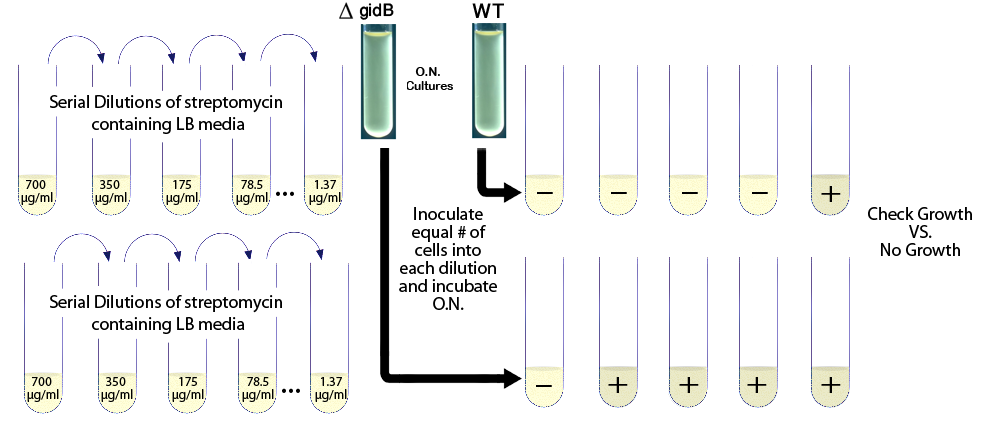 Δ gidB
WT
O.N.
Cultures
Serial Dilutions of streptomycin
containing LB media
700
µg/ml
350
µg/ml
175
µg/ml
78.5
µg/ml
...
1.37
µg/ml
−
−
−
−
+
Inoculate
equal # of
cells into
each dilution
and incubate
O.N.
Check Growth
VS.
No Growth
Serial Dilutions of streptomycin
containing LB media
700
µg/ml
350
µg/ml
175
µg/ml
78.5
µg/ml
...
1.37
µg/ml
−
+
+
+
+